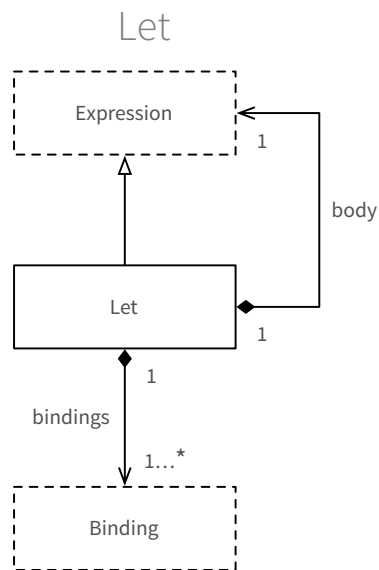 Let
Expression
1
body
Let
1
1
bindings
1...*
Binding